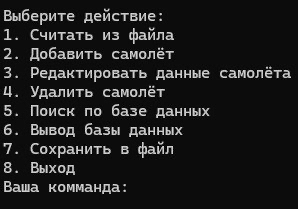 Выберите действие:
1. Считать из файла
2. Добавить самолёт
3. Редактировать данные самолёта
4. Удалить самолёт
5. Поиск по базе данных
6. Вывод базы данных
7. Сохранить в файл
8. Выход
Ваша комманда: